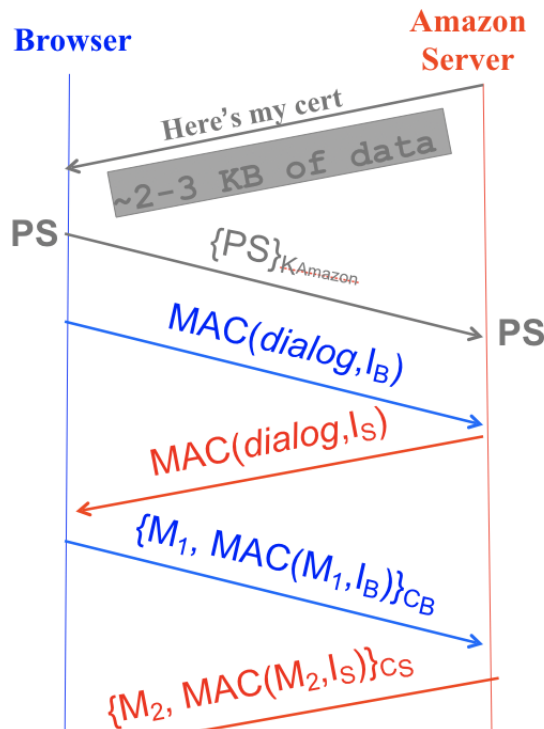 Browser
Amazon
Server
Here's my cert
~2-3 KB of data
PS
{PS}KAmazon
PS
MAC(dialog,IB)
MAC(dialog,IS)
{M1, MAC(M1,IB)}CB
{M2, MAC(M2,IS)}CS